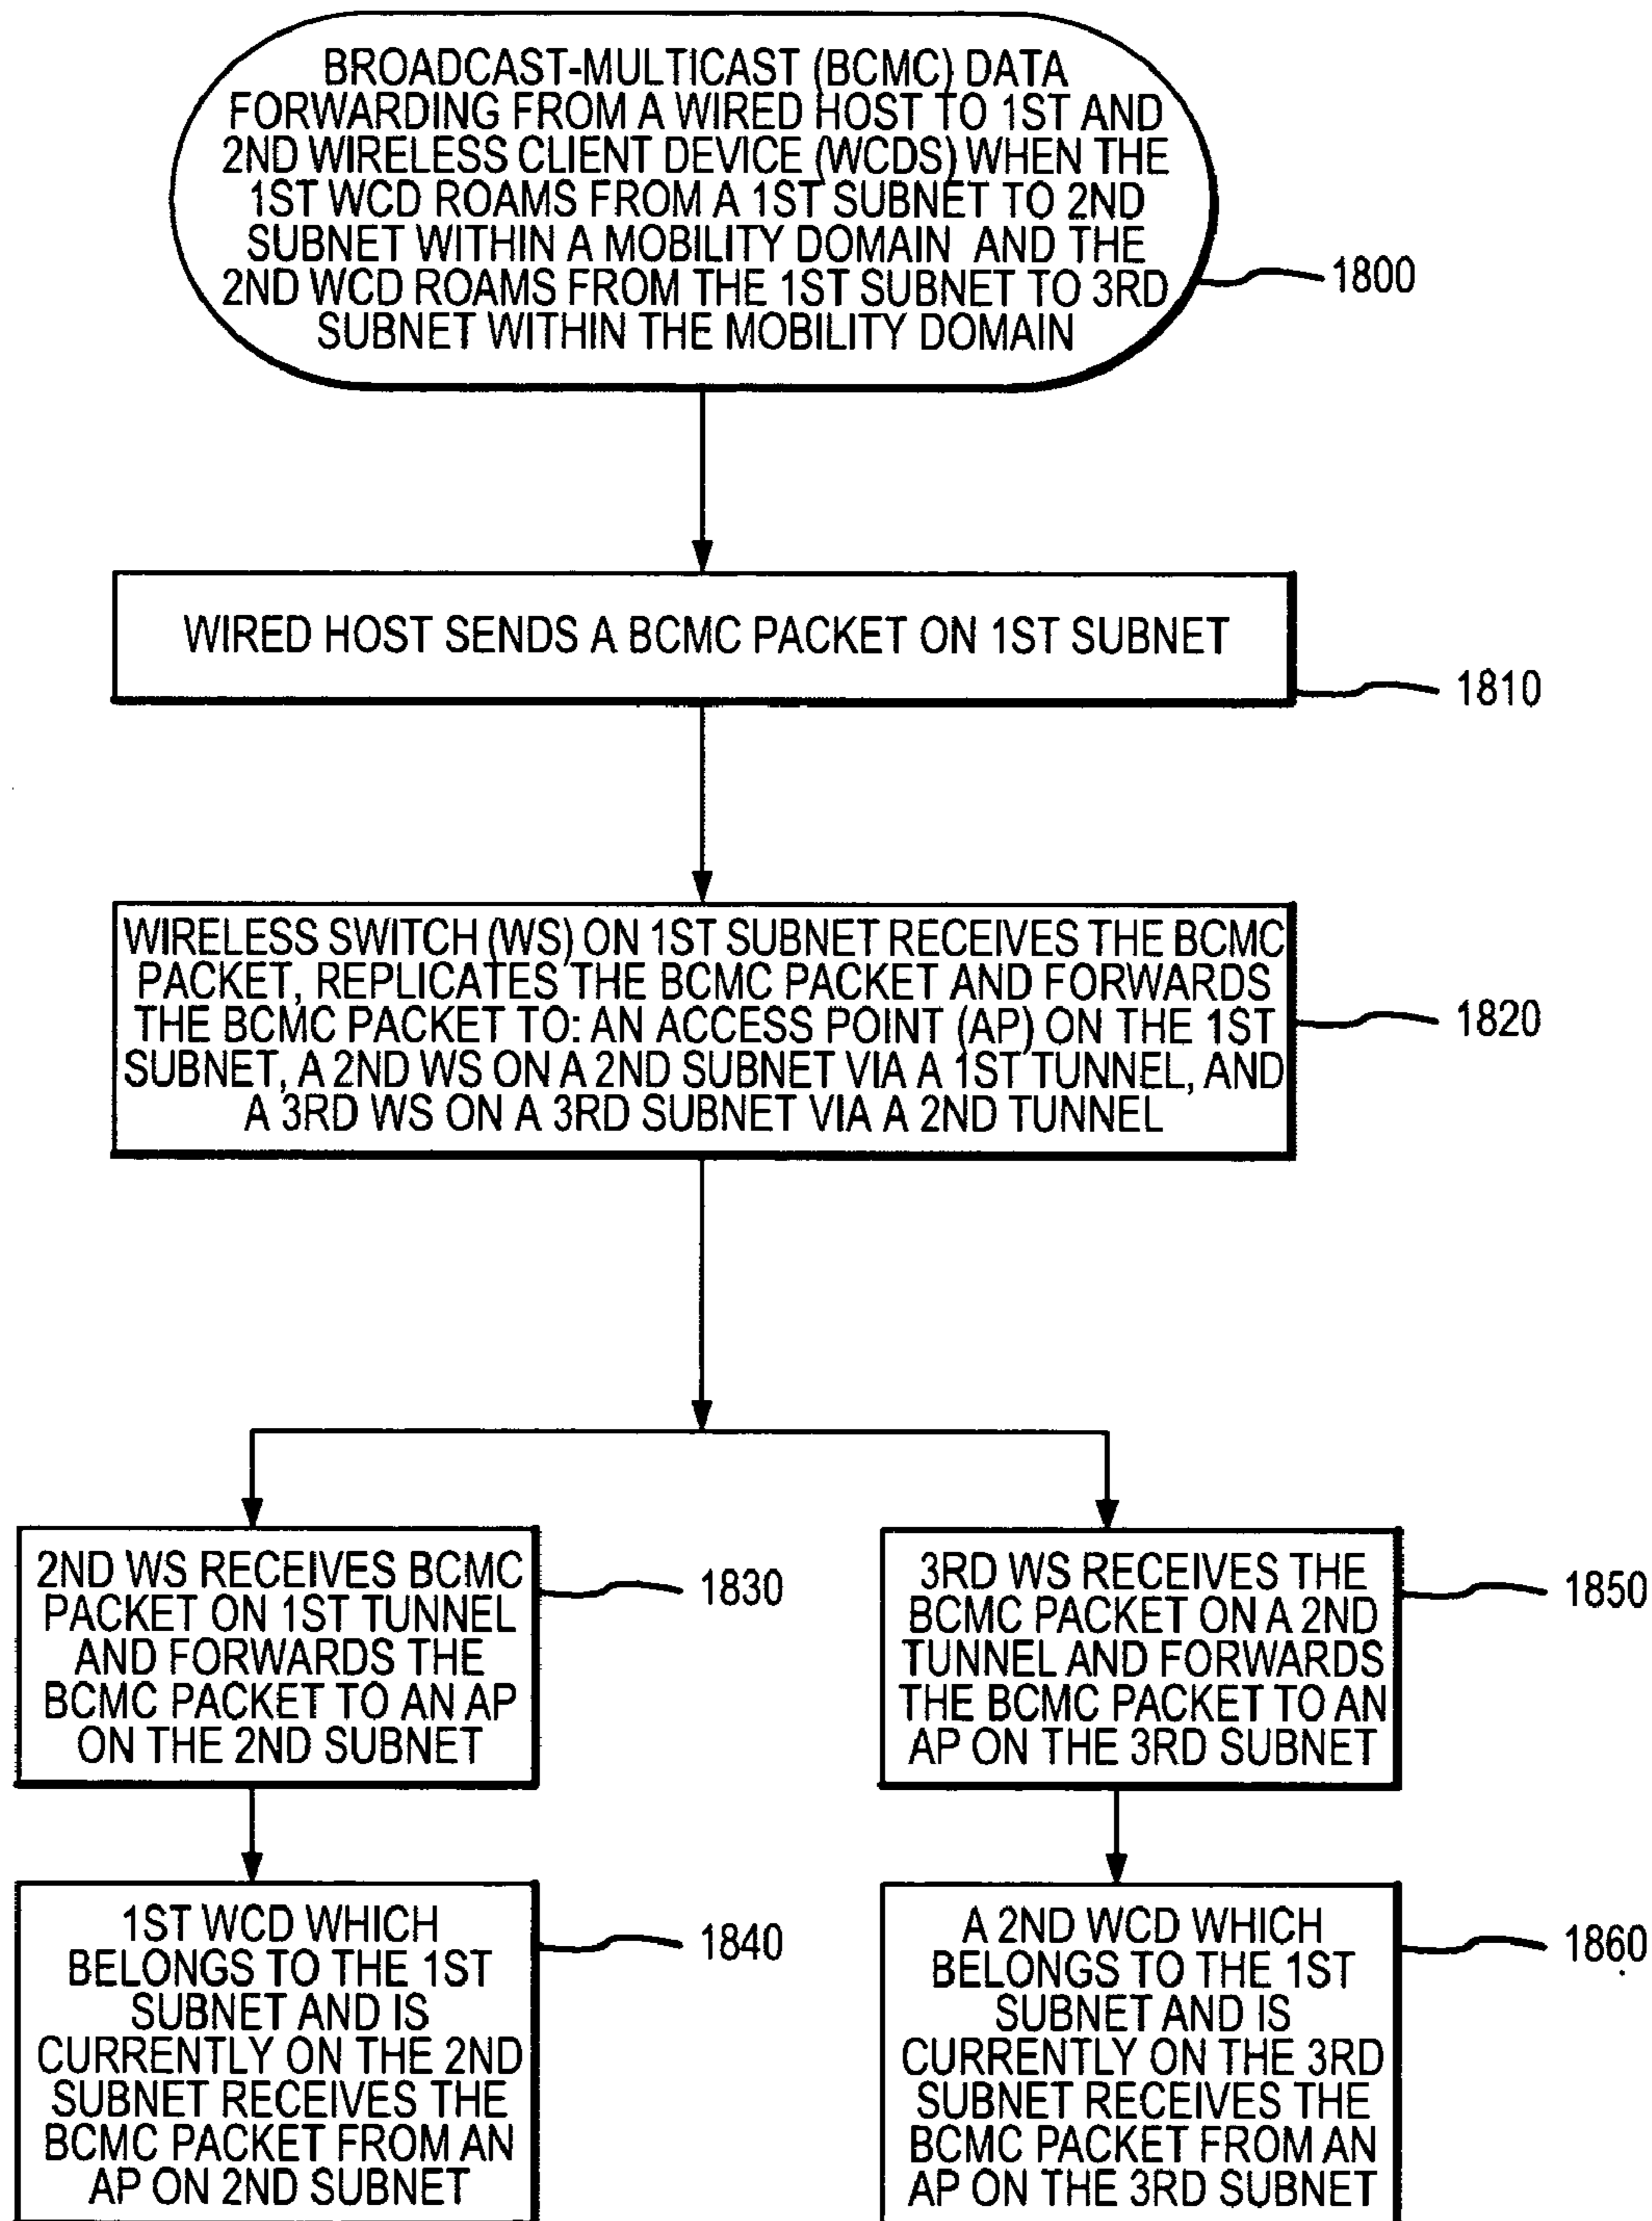 BROADCAST-MULTICAST (BCMC) DATA
FORWARDING FROM A WIRED HOST TO 1ST AND
2ND WIRELESS CLIENT DEVICE (WCDS) WHEN THE
1ST WCD ROAMS FROM A 1ST SUBNET TO 2ND
SUBNET WITHIN A MOBILITY DOMAIN AND THE
2ND WCD ROAMS FROM THE 1ST SUBNET TO 3RD
SUBNET WITHIN THE MOBILITY DOMAIN
1800
WIRED HOST SENDS A BCMC PACKET ON 1ST SUBNET
1810
WIRELESS SWITCH (WS) ON 1ST SUBNET RECEIVES THE BCMC
PACKET, REPLICATES THE BCMC PACKET AND FORWARDS
THE BCMC PACKET TO: AN ACCESS POINT (AP) ON THE 1ST
SUBNET, A 2ND WS ON A 2ND SUBNET VIA A 1ST TUNNEL, AND
A 3RD WS ON A 3RD SUBNET VIA A 2ND TUNNEL
1820
2ND WS RECEIVES BCMC
PACKET ON 1ST TUNNEL
AND FORWARDS THE
BCMC PACKET TO AN AP
ON THE 2ND SUBNET
1830
3RD WS RECEIVES THE
BCMC PACKET ON A 2ND
TUNNEL AND FORWARDS
THE BCMC PACKET TO AN
AP ON THE 3RD SUBNET
1850
1ST WCD WHICH
BELONGS TO THE 1ST
SUBNET AND IS
CURRENTLY ON THE 2ND
SUBNET RECEIVES THE
BCMC PACKET FROM AN
AP ON 2ND SUBNET
1840
A 2ND WCD WHICH
BELONGS TO THE 1ST
SUBNET AND IS
CURRENTLY ON THE 3RD
SUBNET RECEIVES THE
BCMC PACKET FROM AN
AP ON THE 3RD SUBNET
1860